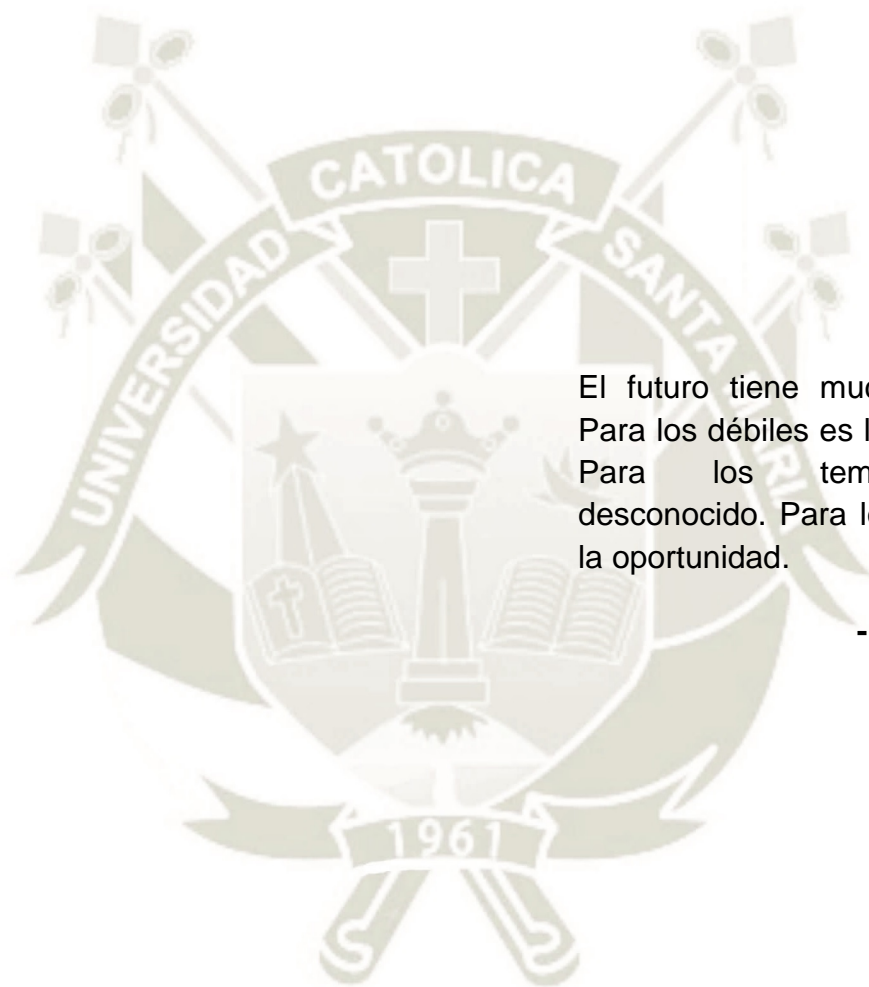 UNIVERSIDAD CATOLICA SANTA MARIA
El futuro tiene muc
Para los débiles es l
Para los tem
desconocido. Para l
la oportunidad.
-
1961